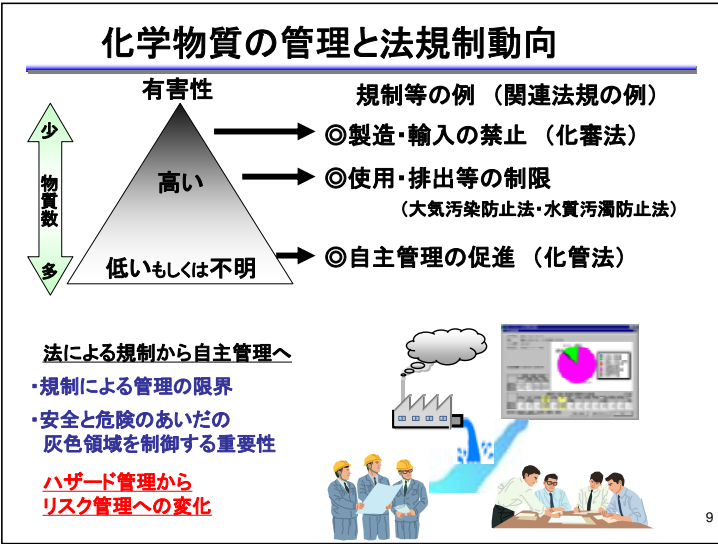 化学物質の管理と法規制動向
有害性
規制等の例 （関連法規の例）
少
物質数
多
高い
低いもしくは不明
◎製造・輸入の禁止 （化審法）
◎使用・排出等の制限
（大気汚染防止法・水質汚濁防止法）
◎自主管理の促進 （化管法）
法による規制から自主管理へ
・規制による管理の限界
・安全と危険のあいだの
灰色領域を制御する重要性
ハザード管理から
リスク管理への変化
9